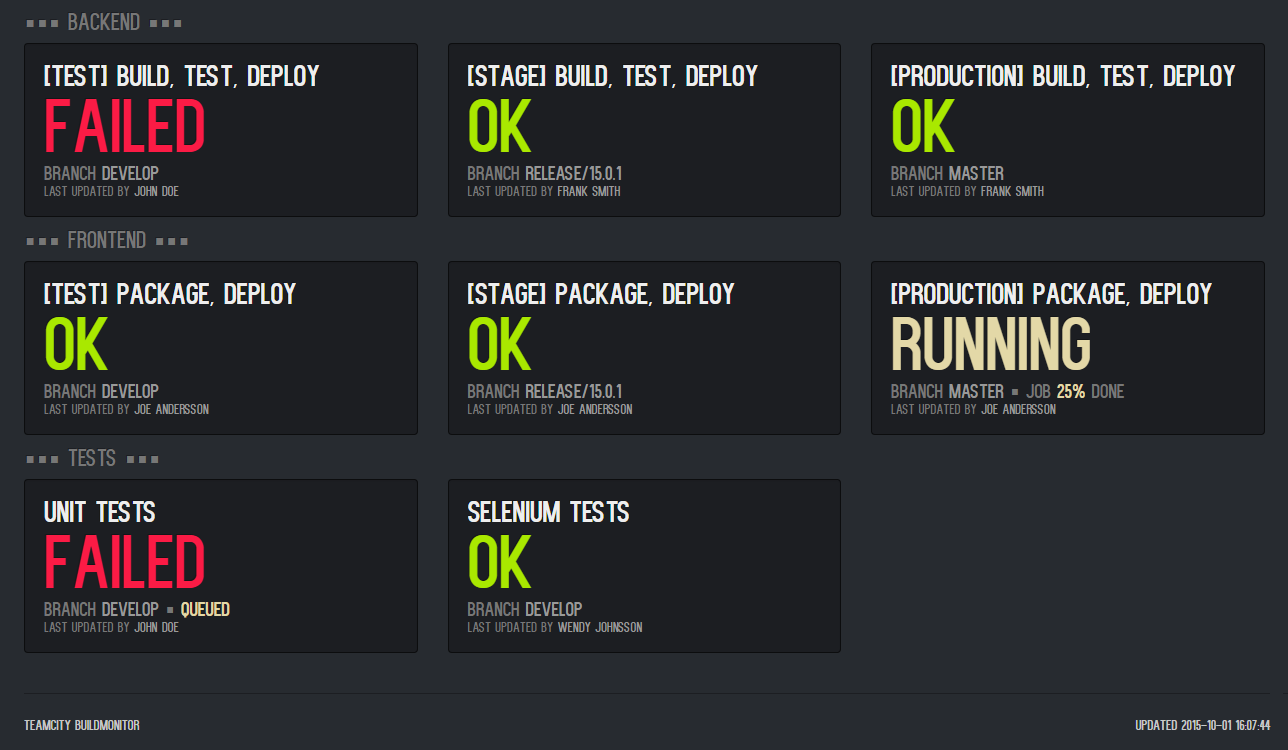 ▪▪▪ BACKEND ▪▪▪
[TEST] BUILD, TEST, DEPLOY
FAILED
BRANCH DEVELOP
LAST UPDATED BY JOHN DOE
[STAGE] BUILD, TEST, DEPLOY
OK
BRANCH RELEASE/15.0.1
LAST UPDATED BY FRANK SMITH
[PRODUCTION] BUILD, TEST, DEPLOY
OK
BRANCH MASTER
LAST UPDATED BY FRANK SMITH
▪▪▪ FRONTEND ▪▪▪
[TEST] PACKAGE, DEPLOY
OK
BRANCH DEVELOP
LAST UPDATED BY JOE ANDERSSON
[STAGE] PACKAGE, DEPLOY
OK
BRANCH RELEASE/15.0.1
LAST UPDATED BY JOE ANDERSSON
[PRODUCTION] PACKAGE, DEPLOY
RUNNING
BRANCH MASTER ▪ JOB 25% DONE
LAST UPDATED BY JOE ANDERSSON
▪▪▪ TESTS ▪▪▪
UNIT TESTS
FAILED
BRANCH DEVELOP ▪ QUEUED
LAST UPDATED BY JOHN DOE
SELENIUM TESTS
OK
BRANCH DEVELOP
LAST UPDATED BY WENDY JOHNSSON
TEAMCITY BUILDMONITOR
UPDATED 2015-10-01 16:07:44